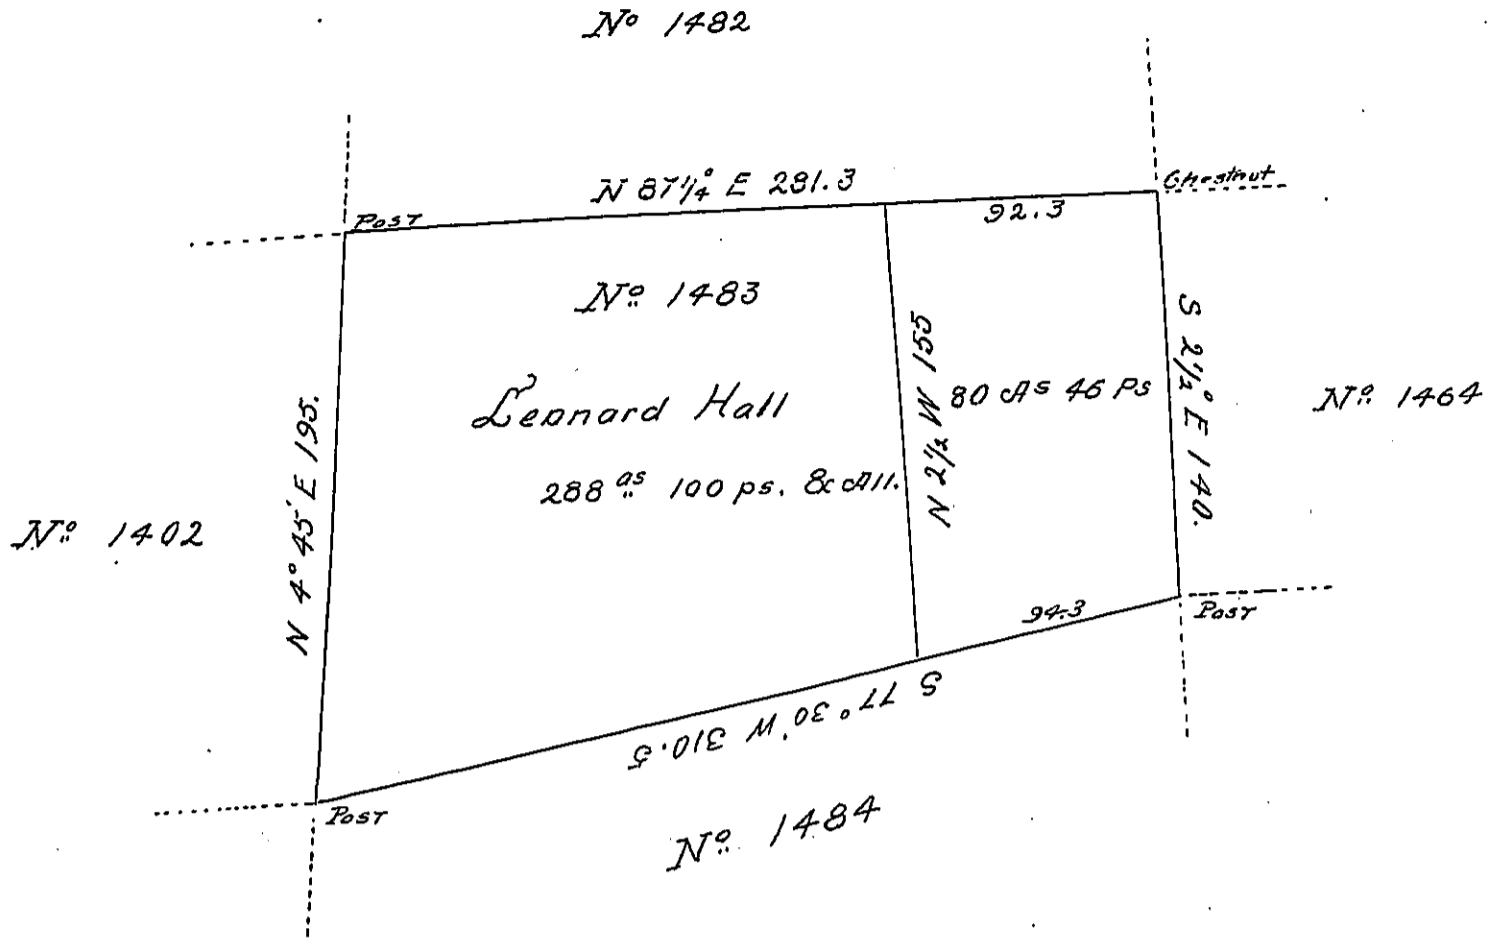 Nº 1482
N 87¼° E 281.3
Chestnut
Post
92.3
Nº 1483
S 2½° E 140.
N 2½ W 155
Leonard Hall
80 As 46 Ps
Nº 1464
N 4° 45' E 195.
288 as 100 ps. & All.
Nº 1402
94.3
Post
S 77° 30' W 310.5
Post
Nº 1484